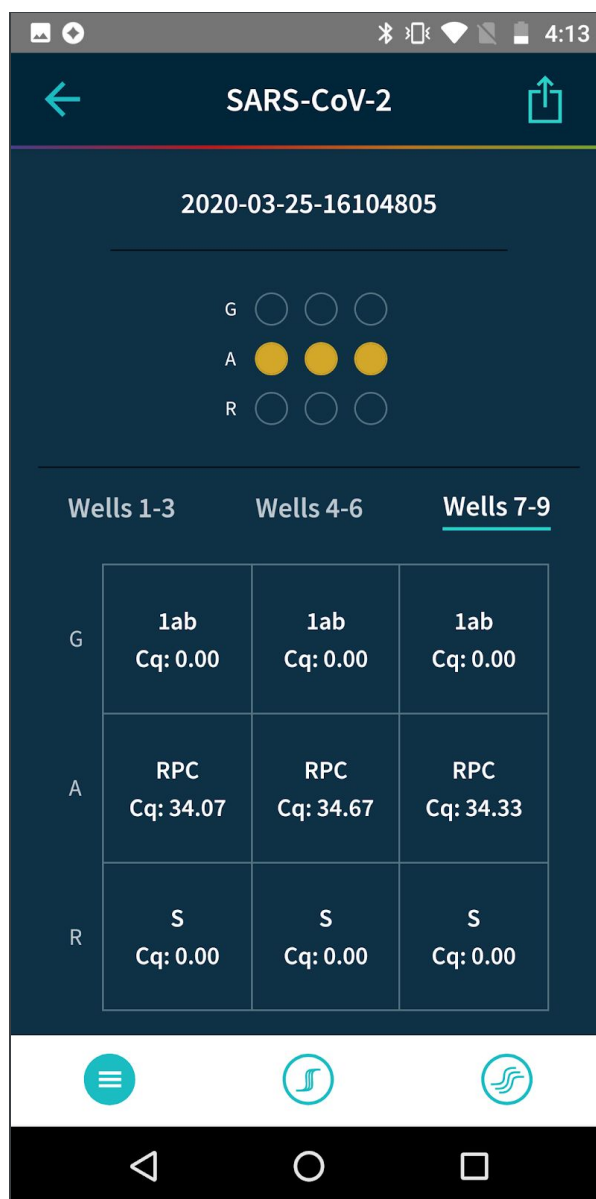 4:13
SARS-CoV-2
2020-03-25-16104805
G
A
R
Wells 1-3 Wells 4-6 Wells 7-9
G
1ab 1ab 1ab
Cq: 0.00 Cq: 0.00 Cq: 0.00
A
RPC RPC RPC
Cq: 34.07 Cq: 34.67 Cq: 34.33
R
S S S
Cq: 0.00 Cq: 0.00 Cq: 0.00